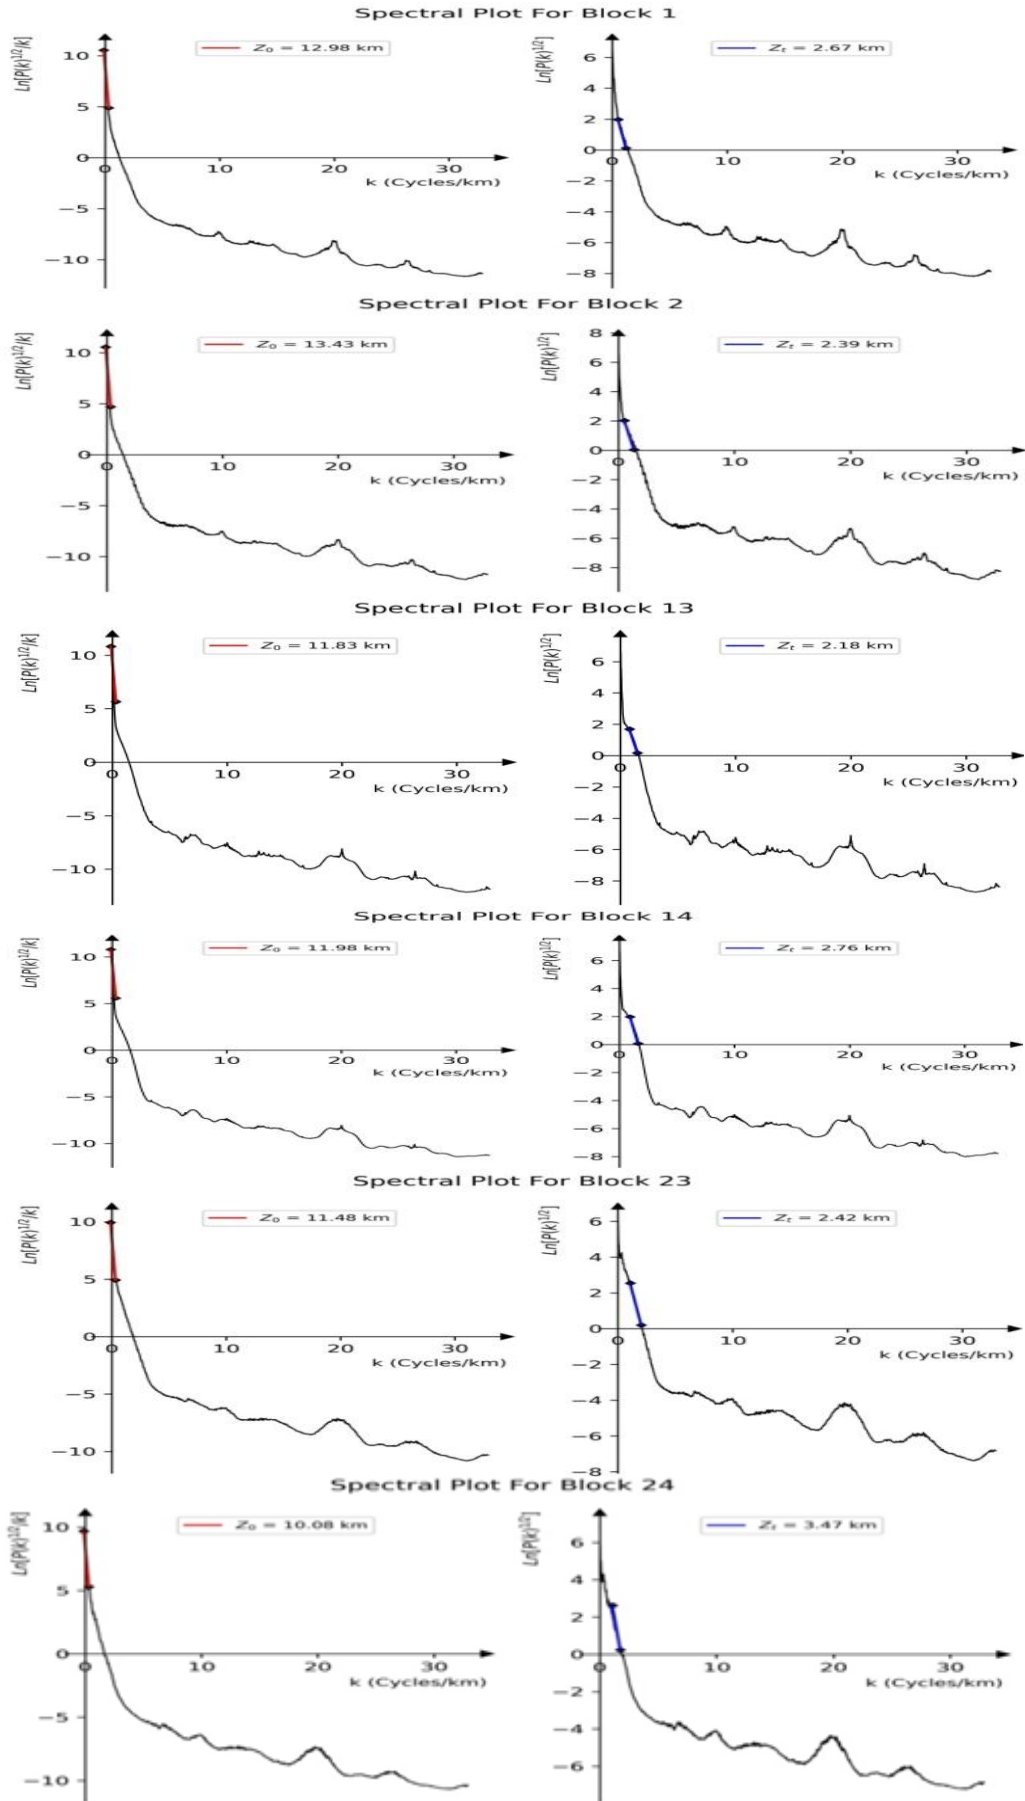 Spectral Plot For Block 1
Ln[P(k)^1/2/k]
Z₀ = 12.98 km
10
5
0
−5
−10
0 10 20 30
k (Cycles/km)
Ln[P(k)^1/2]
Zₜ = 2.67 km
6
4
2
0
−2
−4
−6
−8
0 10 20 30
k (Cycles/km)
Spectral Plot For Block 2
Ln[P(k)^1/2/k]
Z₀ = 13.43 km
10
5
0
−5
−10
0 10 20 30
k (Cycles/km)
Ln[P(k)^1/2]
Zₜ = 2.39 km
8
6
4
2
0
−2
−4
−6
−8
0 10 20 30
k (Cycles/km)
Spectral Plot For Block 13
Ln[P(k)^1/2/k]
Z₀ = 11.83 km
10
5
0
−5
−10
0 10 20 30
k (Cycles/km)
Ln[P(k)^1/2]
Zₜ = 2.18 km
6
4
2
0
−2
−4
−6
−8
0 10 20 30
k (Cycles/km)
Spectral Plot For Block 14
Ln[P(k)^1/2/k]
Z₀ = 11.98 km
10
5
0
−5
−10
0 10 20 30
k (Cycles/km)
Ln[P(k)^1/2]
Zₜ = 2.76 km
6
4
2
0
−2
−4
−6
−8
0 10 20 30
k (Cycles/km)
Spectral Plot For Block 23
Ln[P(k)^1/2/k]
Z₀ = 11.48 km
10
5
0
−5
−10
0 10 20 30
k (Cycles/km)
Ln[P(k)^1/2]
Zₜ = 2.42 km
6
4
2
0
−2
−4
−6
−8
0 10 20 30
k (Cycles/km)
Spectral Plot For Block 24
Ln[P(k)^1/2/k]
Z₀ = 10.08 km
10
5
0
−5
−10
0 10 20 30
k (Cycles/km)
Ln[P(k)^1/2]
Zₜ = 3.47 km
6
4
2
0
−2
−4
−6
0 10 20 30
k (Cycles/km)